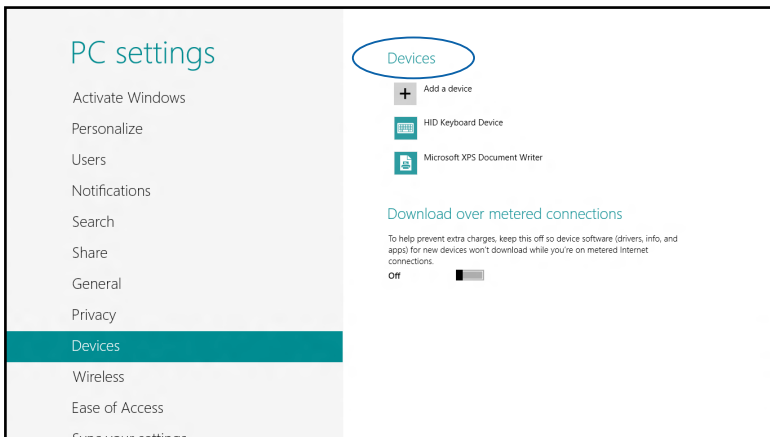 PC settings
Activate Windows
Personalize
Users
Notifications
Search
Share
General
Privacy
Devices
Wireless
Ease of Access
Sync your settings
Devices
Add a device
HID Keyboard Device
Microsoft XPS Document Writer
Download over metered connections
To help prevent extra charges, keep this off so device software (drivers, info, and
apps) for new devices won't download while you're on metered Internet
connections.
Off